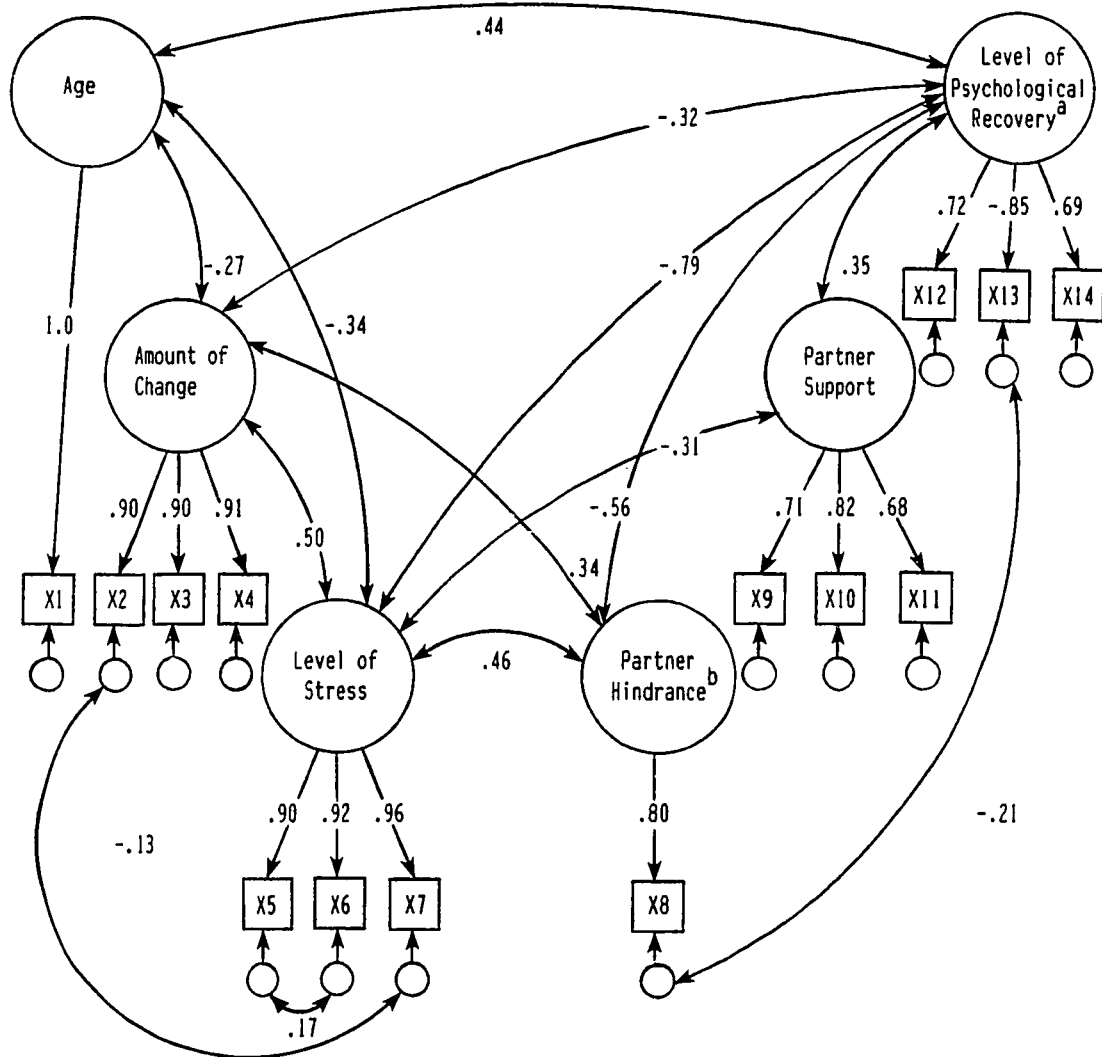 .44
Age
Level of
Psychological
Recovery a
-.32
.72
-.85
.69
-.27
-.79
.35
X12
X13
X14
1.0
-.34
Amount of
Change
Partner
Support
-.31
.90
.90
.91
.50
-.56
.71
.82
.68
.34
X1
X2
X3
X4
X9
X10
X11
Level of
Stress
.46
Partner
Hindrance b
.90
.92
.96
.80
-.21
-.13
X5
X6
X7
X8
.17